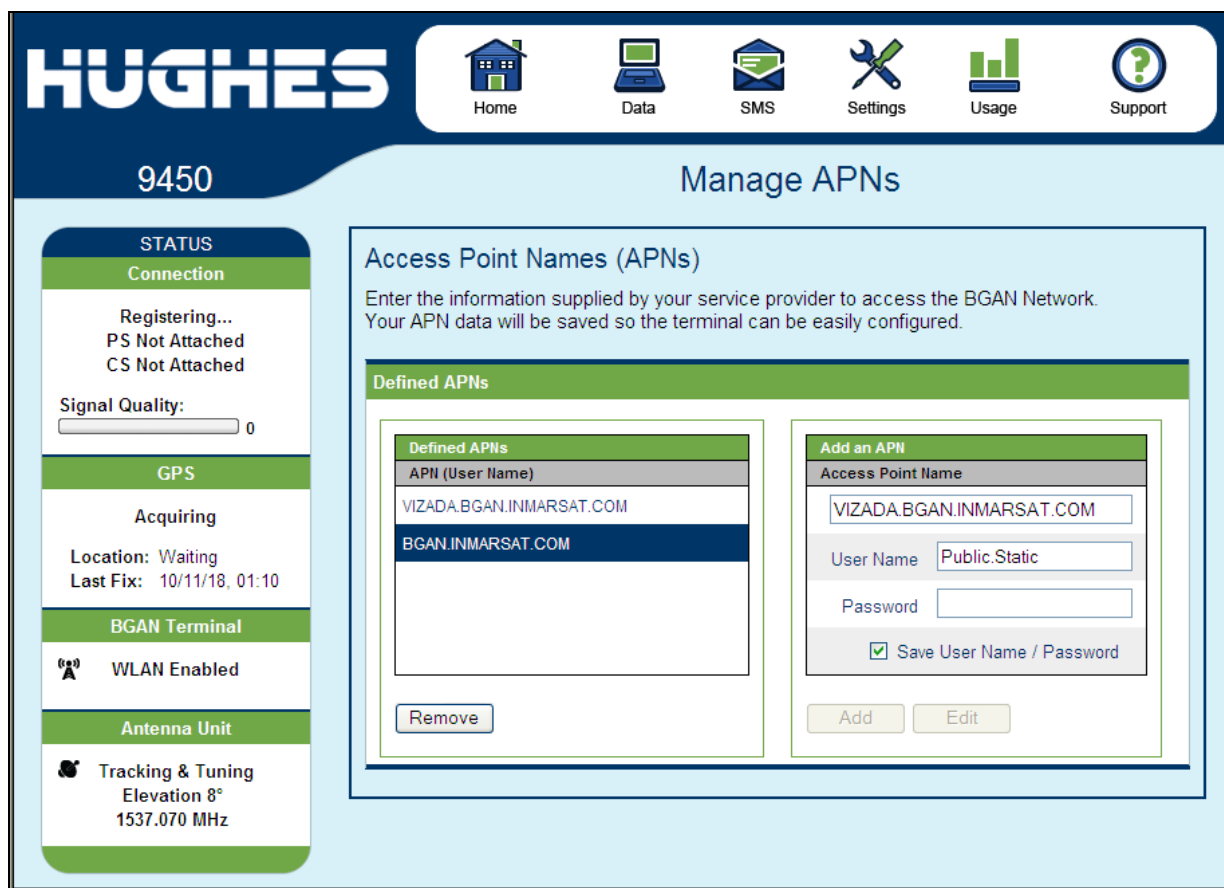 HUGHES
Home
Data
SMS
Settings
Usage
Support
9450
Manage APNs
STATUS
Connection
Registering...
PS Not Attached
CS Not Attached
Signal Quality:
0
GPS
Acquiring
Location: Waiting
Last Fix: 10/11/18, 01:10
BGAN Terminal
WLAN Enabled
Antenna Unit
Tracking & Tuning
Elevation 8°
1537.070 MHz
Access Point Names (APNs)
Enter the information supplied by your service provider to access the BGAN Network.
Your APN data will be saved so the terminal can be easily configured.
Defined APNs
Defined APNs
APN (User Name)
VIZADA.BGAN.INMARSAT.COM
BGAN.INMARSAT.COM
Remove
Add an APN
Access Point Name
VIZADA.BGAN.INMARSAT.COM
User Name Public.Static
Password
Save User Name / Password
Add Edit